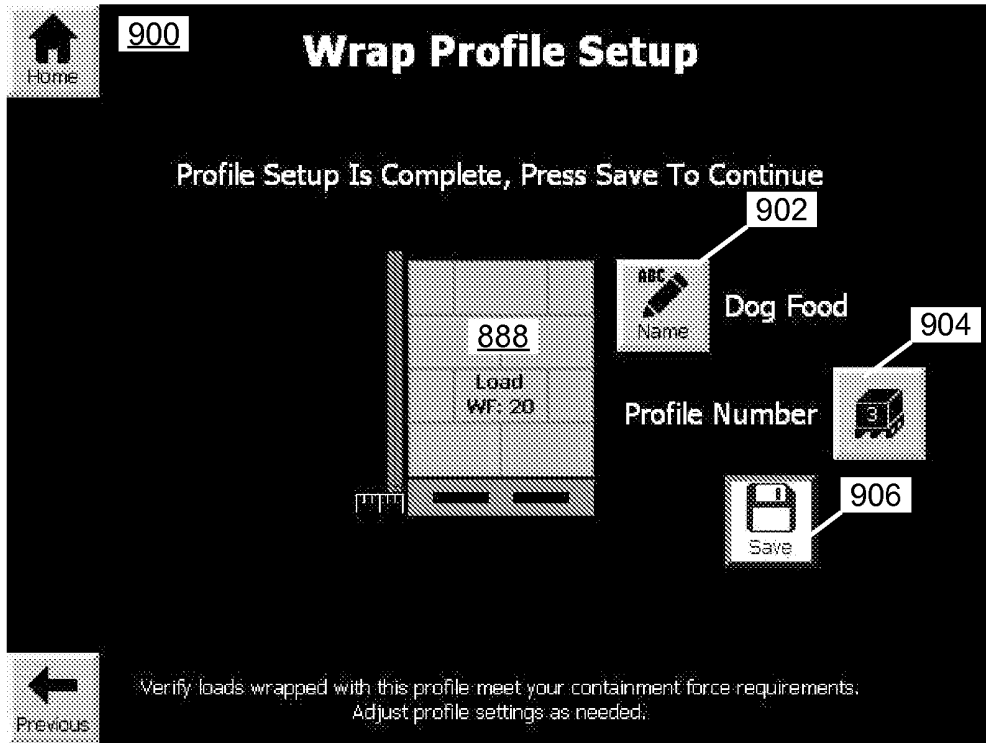 Home
900
Wrap Profile Setup
Profile Setup Is Complete, Press Save To Continue
902
ABC
Name
Dog Food
904
888
Load
WF: 20
Profile Number
3
906
Save
Previous
Verify loads wrapped with this profile meet your containment force requirements.
Adjust profile settings as needed.